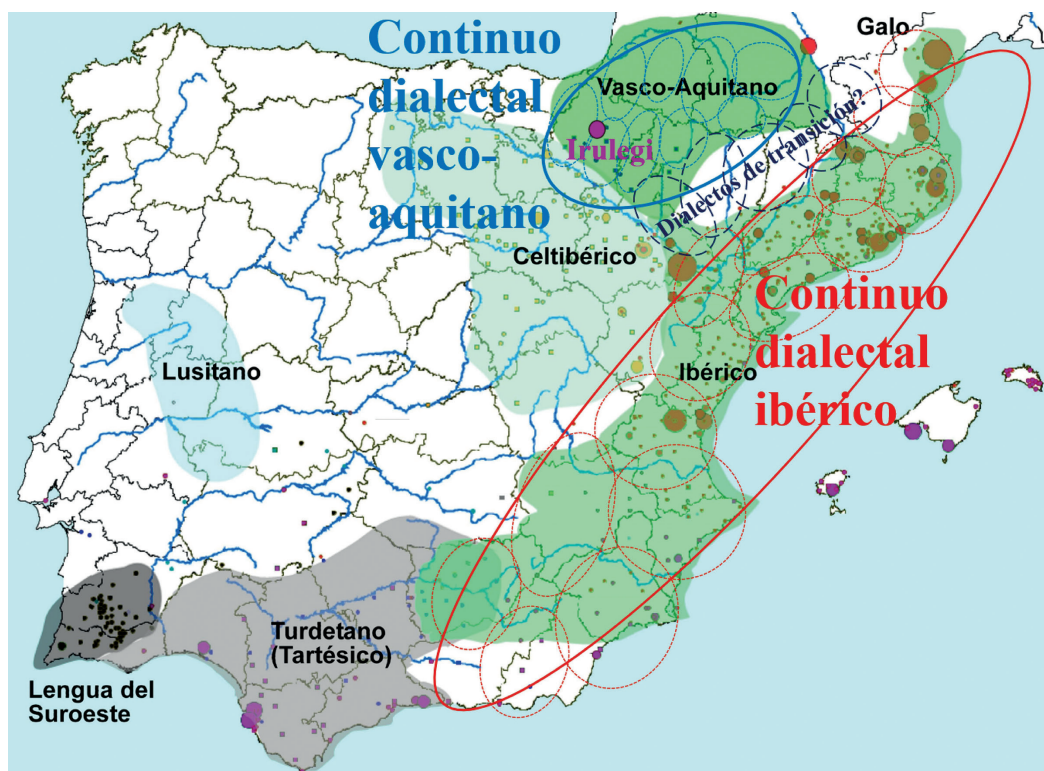 Continuo
dialectal
vasco-
aquitano
Galo
Vasco-Aquitano
Irulegi
Dialectos de transición?
Celtibérico
Continuo
dialectal
ibérico
Lusitano
Ibérico
Turdetano
(Tartésico)
Lengua del
Suroeste